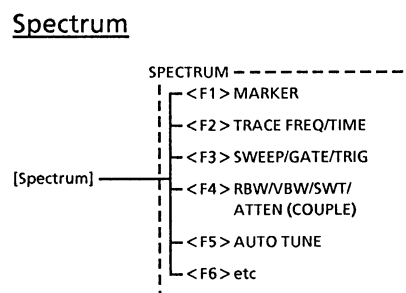 Spectrum
SPECTRUM
<F1> MARKER
<F2> TRACE FREQ/TIME
<F3> SWEEP/GATE/TRIG
[Spectrum]
<F4> RBW/VBW/SWT/
ATTEN (COUPLE)
<F5> AUTO TUNE
<F6> etc